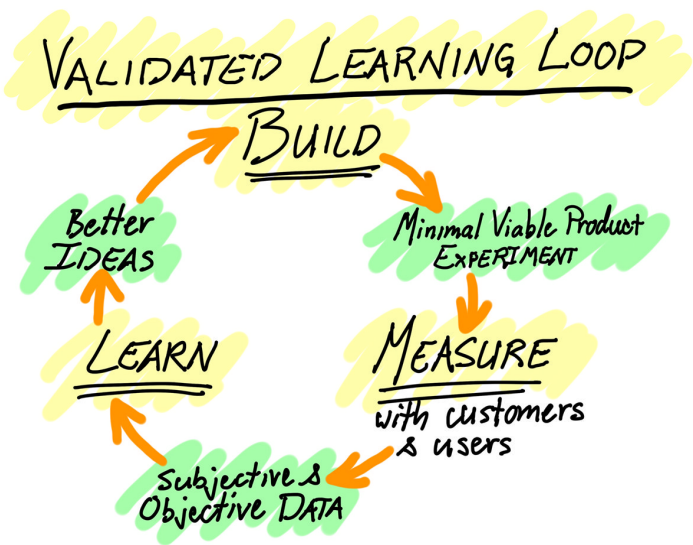 VALIDATED LEARNING LOOP
BUILD
Minimal Viable Product
EXPERIMENT
MEASURE
with customers
& users
Subjective &
Objective DATA
LEARN
Better
IDEAS